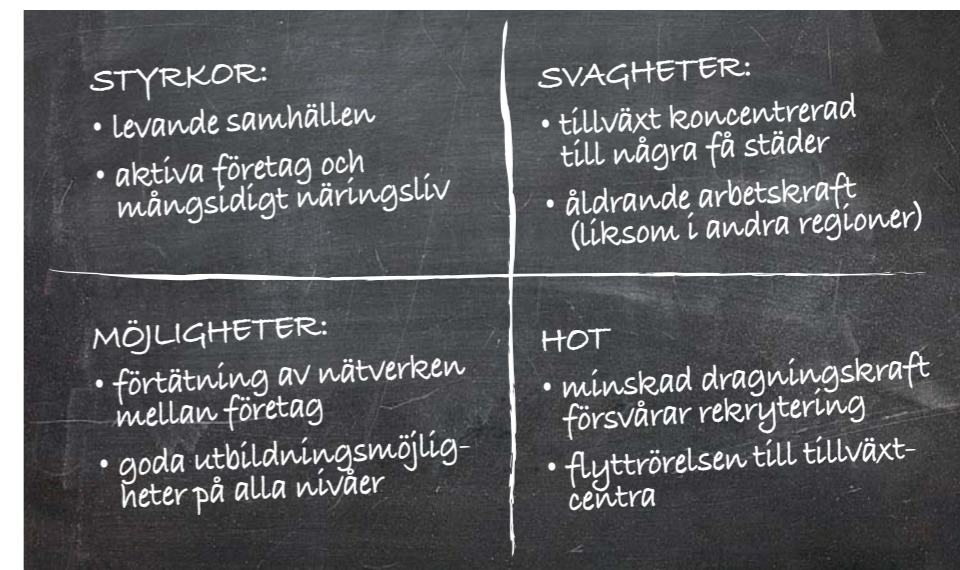 STYRKOR:
• levande samhällen
• aktiva företag och
mångsidigt näringsliv
SVAGHETER:
• tillväxt koncentrerad
till några få städer
• åldrande arbetskraft
(liksom i andra regioner)
MÖJLIGHETER:
• förtätning av nätverken
mellan företag
• goda utbildningsmöjlig-
heter på alla nivåer
HOT
• minskad dragningskraft
försvårar rekrytering
• flyttrörelsen till tillväxt-
centra